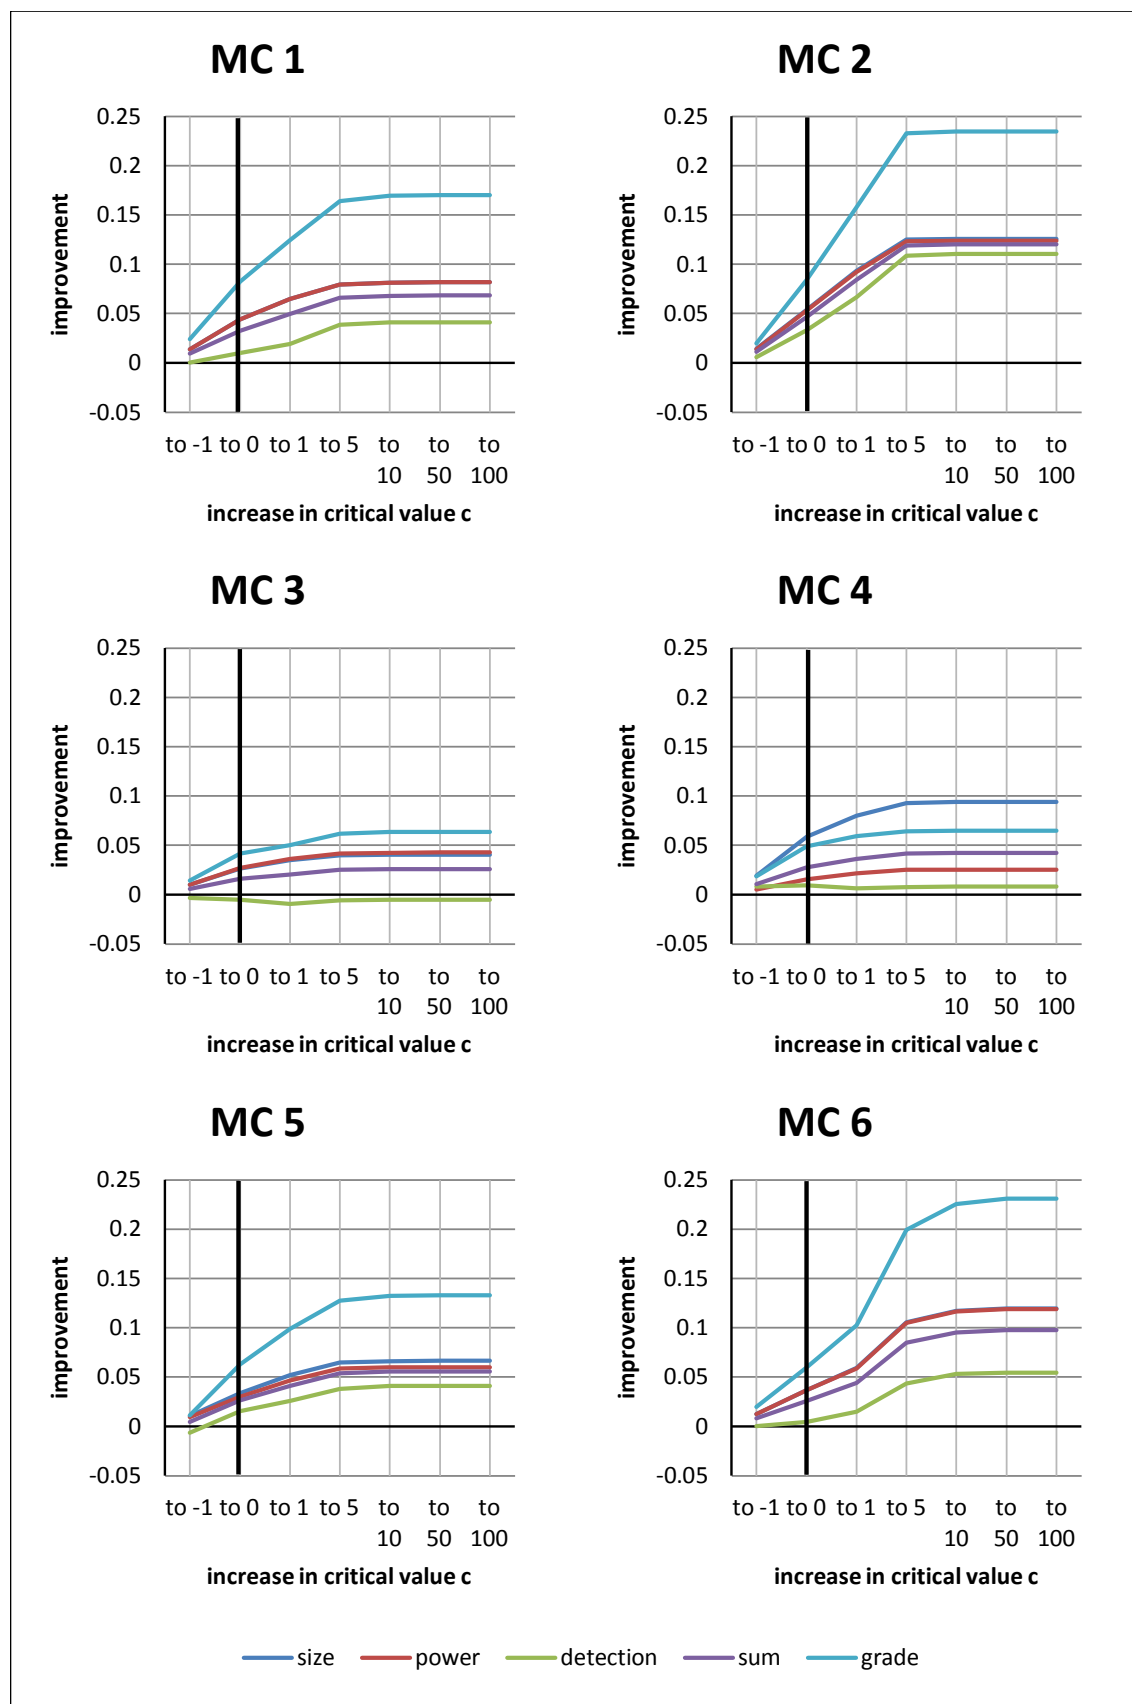 MC 1
0.25
0.2
0.15
0.1
0.05
0
-0.05
improvement
to -1 to 0 to 1 to 5 to 10 to 50 to 100
increase in critical value c
MC 2
0.25
0.2
0.15
0.1
0.05
0
-0.05
improvement
to -1 to 0 to 1 to 5 to 10 to 50 to 100
increase in critical value c
MC 3
0.25
0.2
0.15
0.1
0.05
0
-0.05
improvement
to -1 to 0 to 1 to 5 to 10 to 50 to 100
increase in critical value c
MC 4
0.25
0.2
0.15
0.1
0.05
0
-0.05
improvement
to -1 to 0 to 1 to 5 to 10 to 50 to 100
increase in critical value c
MC 5
0.25
0.2
0.15
0.1
0.05
0
-0.05
improvement
to -1 to 0 to 1 to 5 to 10 to 50 to 100
increase in critical value c
MC 6
0.25
0.2
0.15
0.1
0.05
0
-0.05
improvement
to -1 to 0 to 1 to 5 to 10 to 50 to 100
increase in critical value c
size power detection sum grade